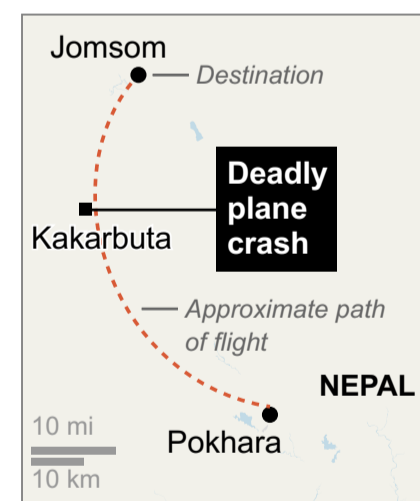 Jomsom
Destination
Deadly
plane
crash
Kakarbuta
Approximate path
of flight
NEPAL
10 mi
Pokhara
10 km